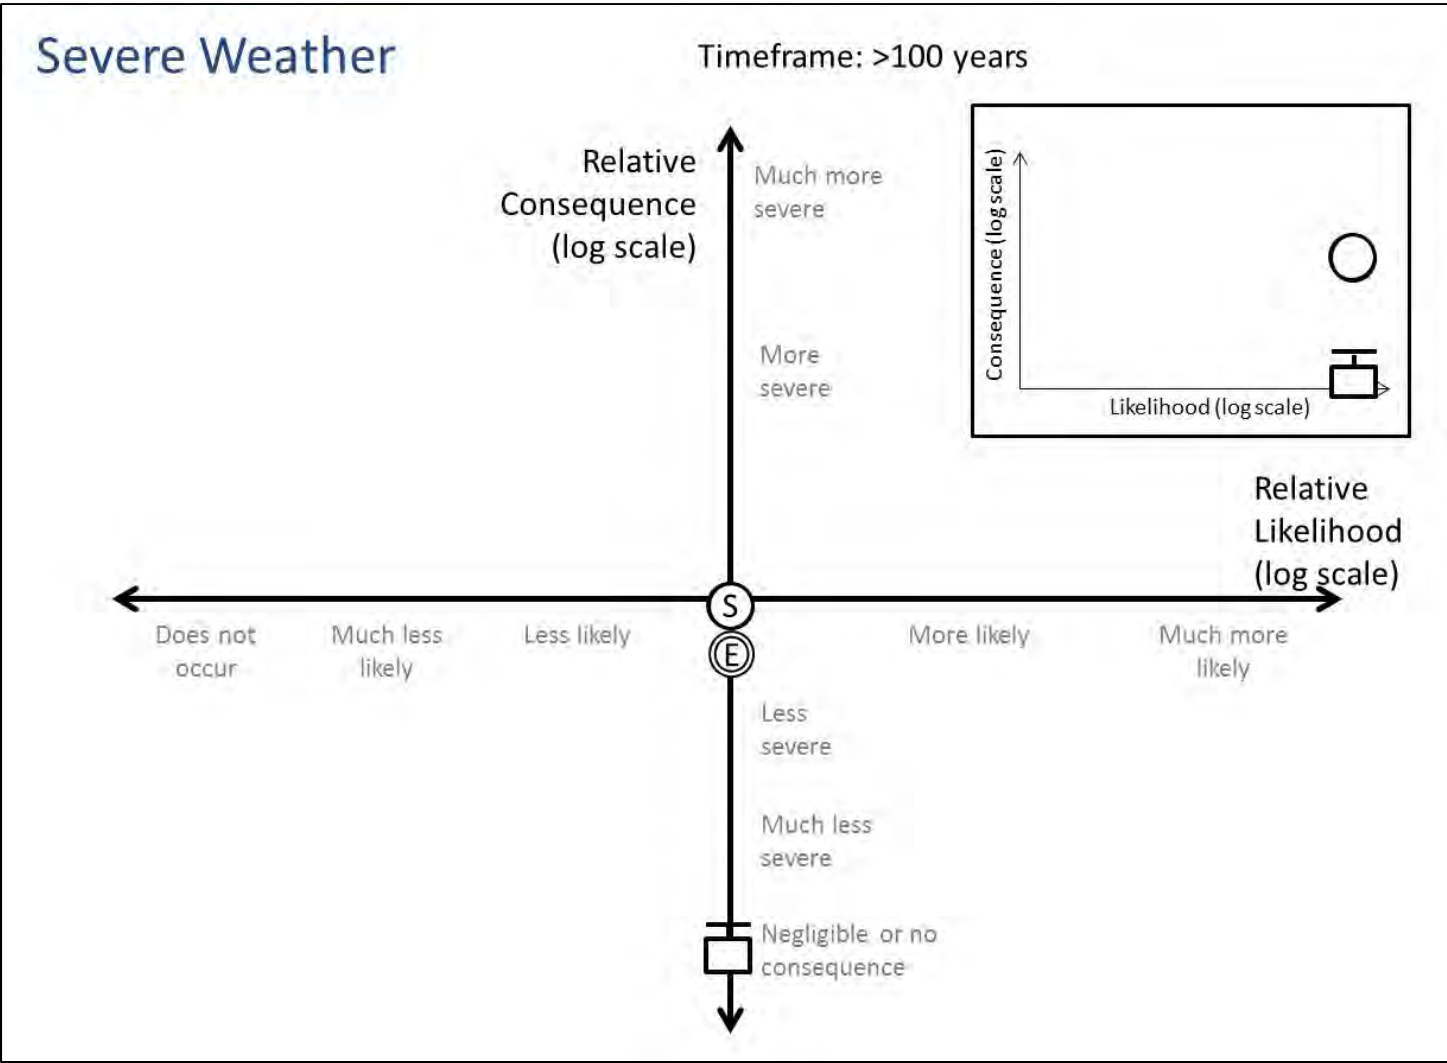 Severe Weather
Timeframe: >100 years
Relative
Consequence
(log scale)
Much more
severe
More
severe
Consequence (log scale)
Likelihood (log scale)
Relative
Likelihood
(log scale)
S
E
Does not
occur
Much less
likely
Less likely
More likely
Much more
likely
Less
severe
Much less
severe
Negligible or no
consequence